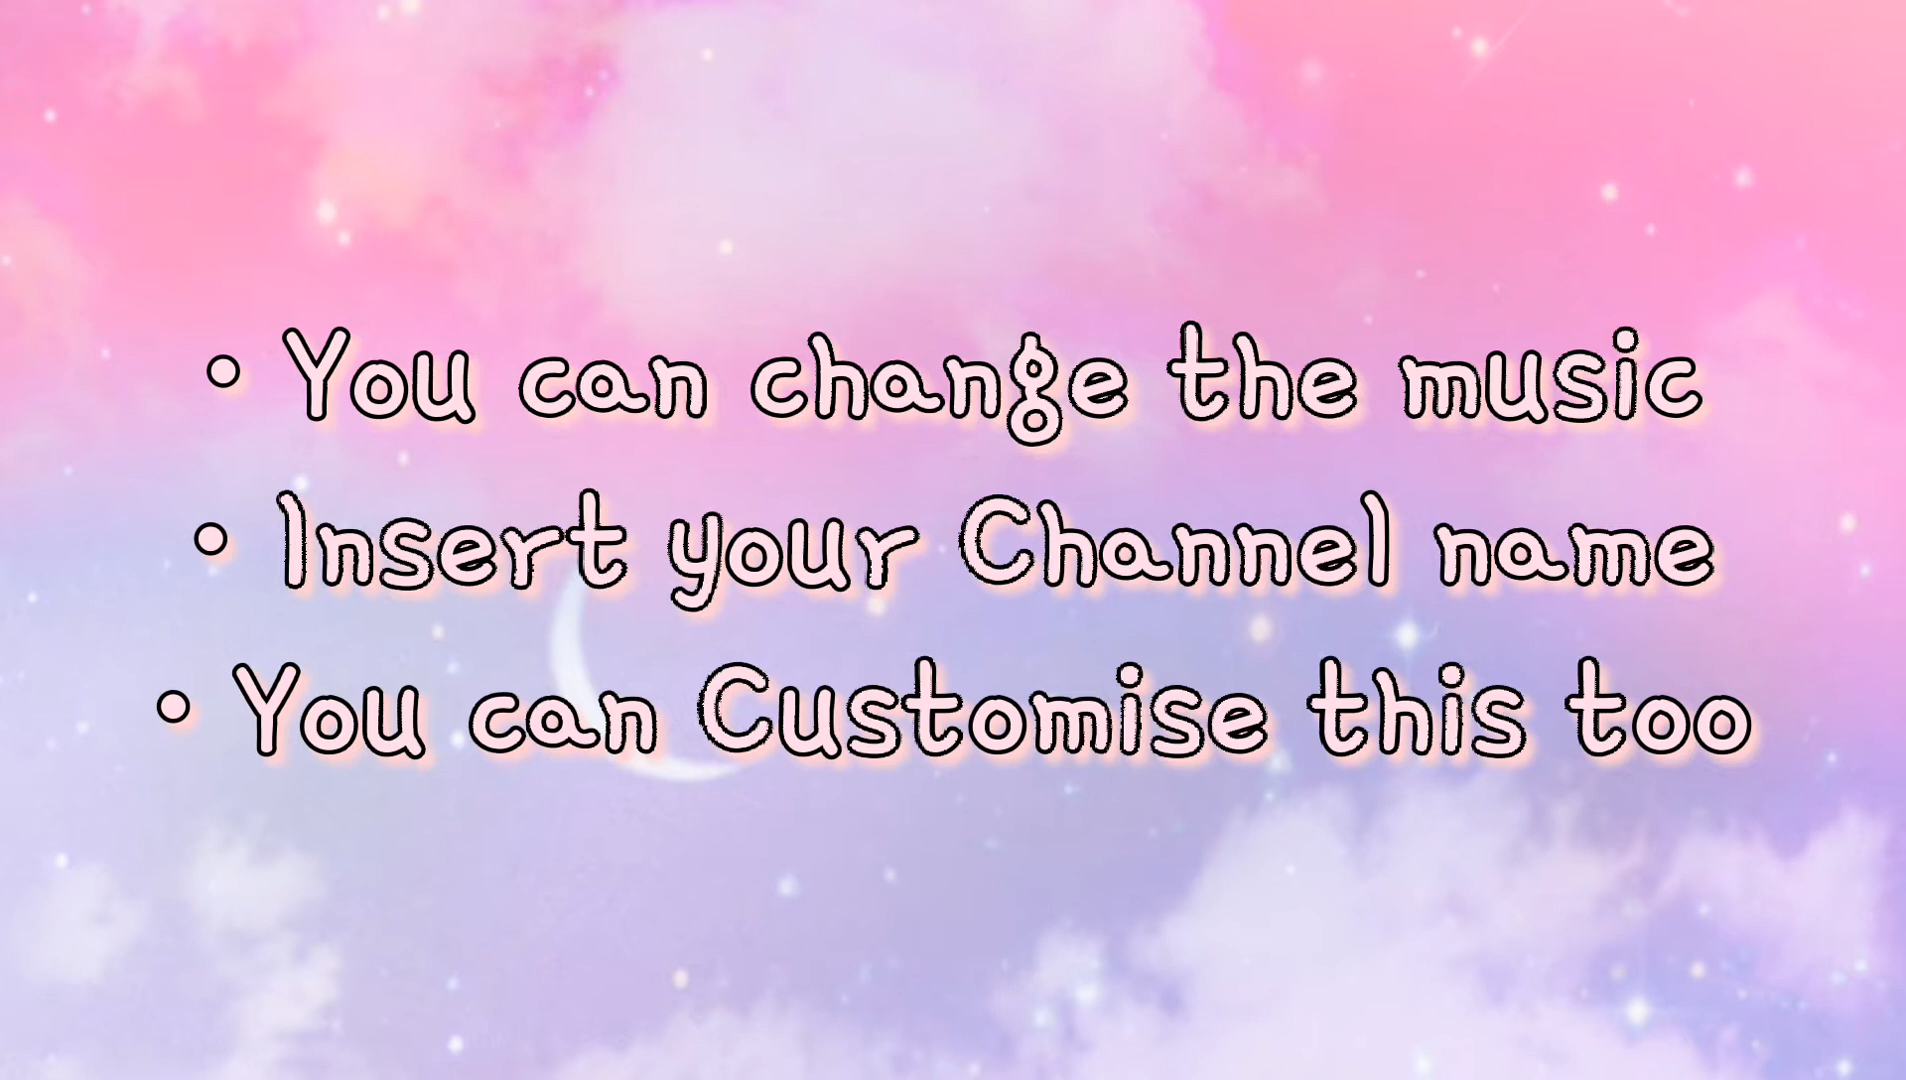 • You can change the music
• Insert your Channel name
• You can Customise this too